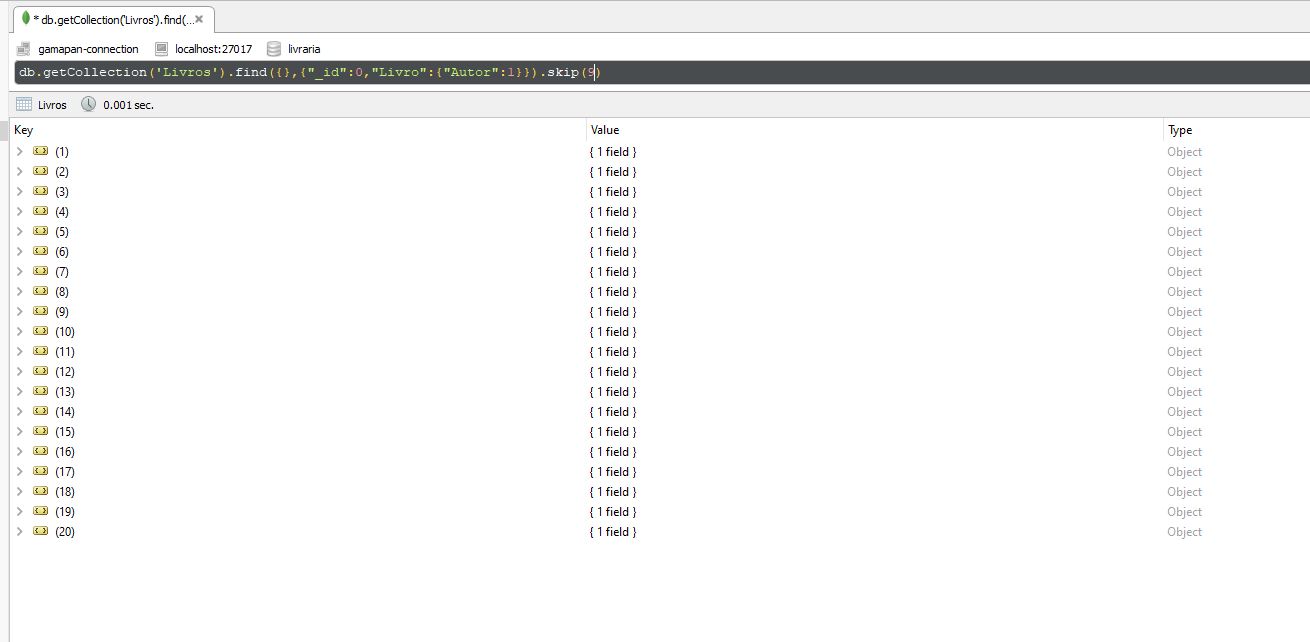 * db.getCollection('Livros').find(...
gamapan-connection localhost:27017 livraria
db.getCollection('Livros').find({},{"_id":0,"Livro":{"Autor":1}}).skip(9)
Livros 0.001 sec.
Key Value Type
(1) { 1 field } Object
(2) { 1 field } Object
(3) { 1 field } Object
(4) { 1 field } Object
(5) { 1 field } Object
(6) { 1 field } Object
(7) { 1 field } Object
(8) { 1 field } Object
(9) { 1 field } Object
(10) { 1 field } Object
(11) { 1 field } Object
(12) { 1 field } Object
(13) { 1 field } Object
(14) { 1 field } Object
(15) { 1 field } Object
(16) { 1 field } Object
(17) { 1 field } Object
(18) { 1 field } Object
(19) { 1 field } Object
(20) { 1 field } Object